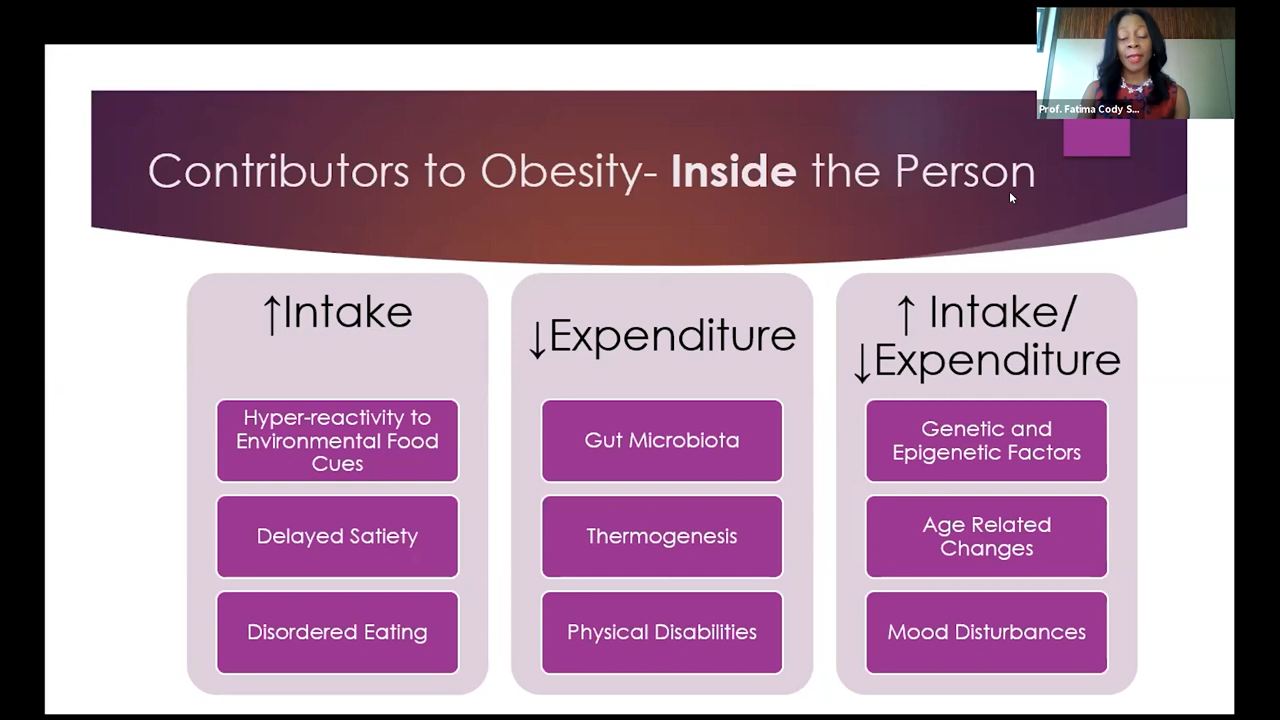 Prof. Fatima Cody S...
Contributors to Obesity- Inside the Person
↑Intake
Hyper-reactivity to
Environmental Food
Cues
Delayed Satiety
Disordered Eating
↓Expenditure
Gut Microbiota
Thermogenesis
Physical Disabilities
↑ Intake/
↓Expenditure
Genetic and
Epigenetic Factors
Age Related
Changes
Mood Disturbances